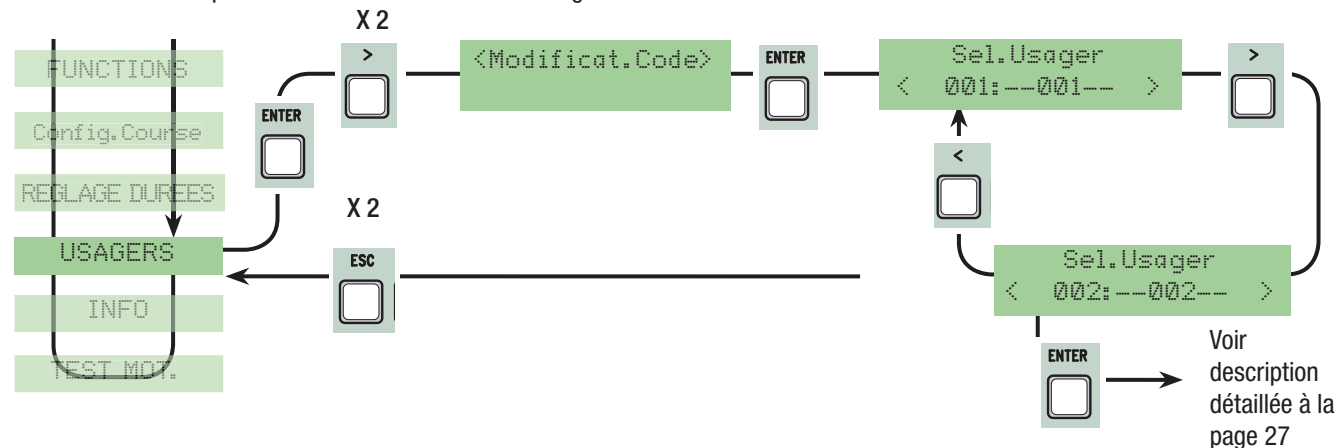 X 2
>
<Modificat.Code>
ENTER
Sel.Usager
< 001:--001-- >
>
FUNCTIONS
Config.Course
REGLAGE DUREES
USAGERS
INFO
TEST MOT.
ENTER
<
X 2
ESC
Sel.Usager
< 002:--002-- >
ENTER
Voir
description
détaillée à la
page 27